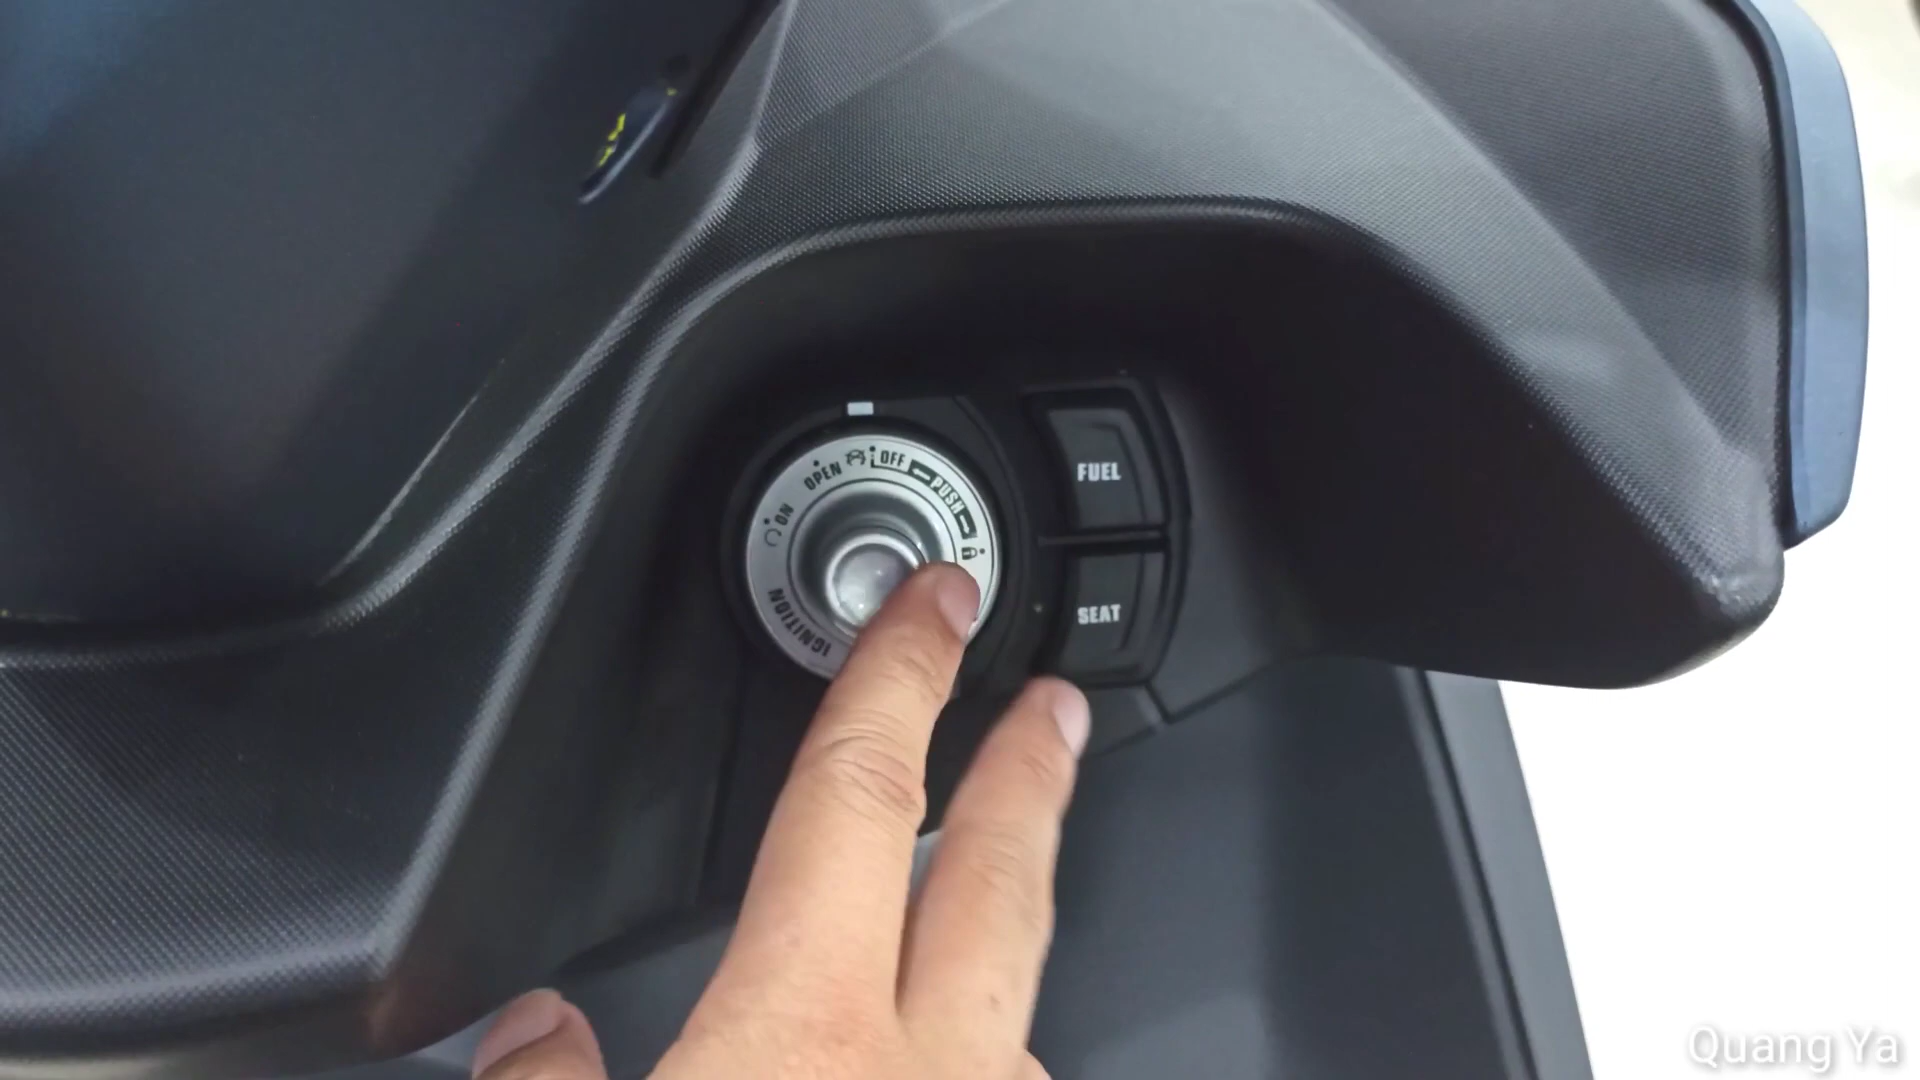 OPEN
OFF
PUSH
ON
IGNITION
FUEL
SEAT
Quang Ya